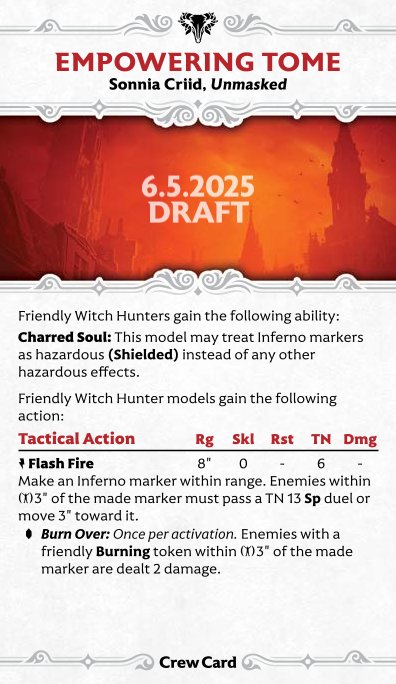 EMPOWERING TOME
Sonnia Criid, Unmasked
6.5.2025
DRAFT
Friendly Witch Hunters gain the following ability:
Charred Soul: This model may treat Inferno markers
as hazardous (Shielded) instead of any other
hazardous effects.
Friendly Witch Hunter models gain the following
action:
Tactical Action Rg Skl Rst TN Dmg
Flash Fire 8" 0 - 6 -
Make an Inferno marker within range. Enemies within
3" of the made marker must pass a TN 13 Sp duel or
move 3" toward it.
Burn Over: Once per activation. Enemies with a
friendly Burning token within 3" of the made
marker are dealt 2 damage.
Crew Card